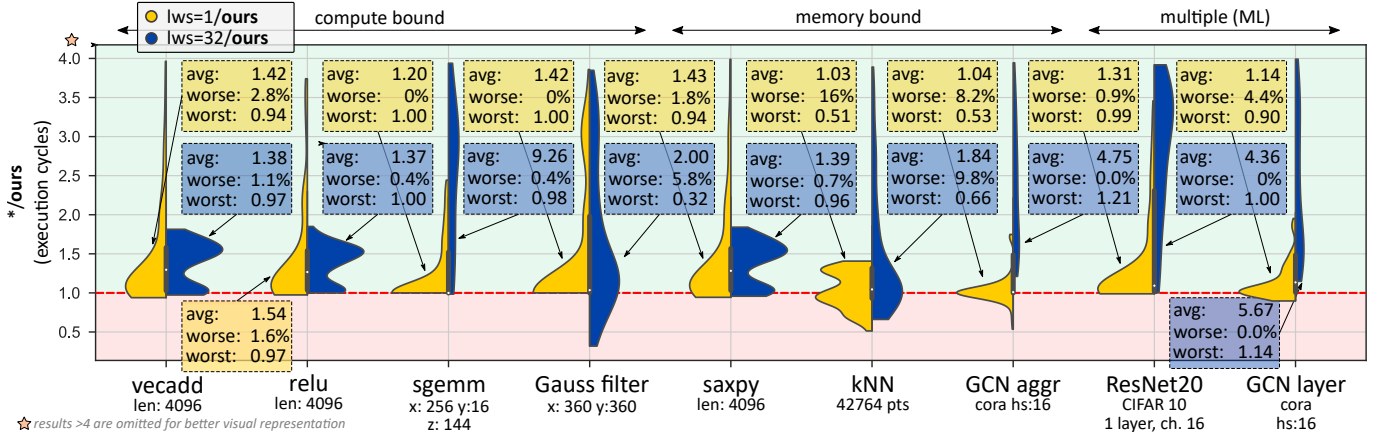 lws=1/ours
lws=32/ours
compute bound
memory bound
multiple (ML)
*/ours
(execution cycles)
4.0
3.5
3.0
2.5
2.0
1.5
1.0
0.5
avg: 1.42
worse: 2.8%
worst: 0.94
avg: 1.20
worse: 0%
worst: 1.00
avg: 1.42
worse: 0%
worst: 1.00
avg: 1.43
worse: 1.8%
worst: 0.94
avg: 1.03
worse: 16%
worst: 0.51
avg: 1.04
worse: 8.2%
worst: 0.53
avg: 1.31
worse: 0.9%
worst: 0.99
avg: 1.14
worse: 4.4%
worst: 0.90
avg: 1.38
worse: 1.1%
worst: 0.97
avg: 1.37
worse: 0.4%
worst: 1.00
avg: 9.26
worse: 0.4%
worst: 0.98
avg: 2.00
worse: 5.8%
worst: 0.32
avg: 1.39
worse: 0.7%
worst: 0.96
avg: 1.84
worse: 9.8%
worst: 0.66
avg: 4.75
worse: 0.0%
worst: 1.21
avg: 4.36
worse: 0%
worst: 1.00
avg: 1.54
worse: 1.6%
worst: 0.97
avg: 5.67
worse: 0.0%
worst: 1.14
vecadd
len: 4096
relu
len: 4096
sgemm
x: 256 y:16
z: 144
Gauss filter
x: 360 y:360
saxpy
len: 4096
kNN
42764 pts
GCN aggr
cora hs:16
ResNet20
CIFAR 10
1 layer, ch. 16
GCN layer
cora
hs:16
results >4 are omitted for better visual representation